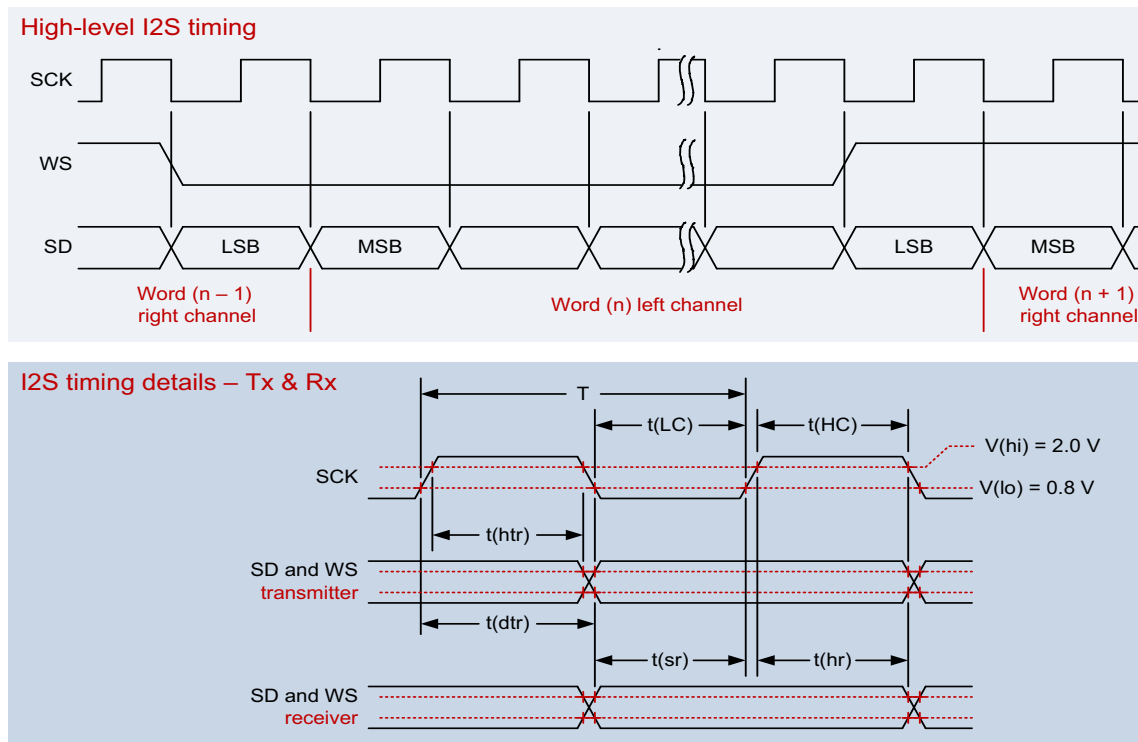 High-level I2S timing
SCK
WS
SD
LSB
MSB
LSB
MSB
Word (n – 1)
right channel
Word (n) left channel
Word (n + 1)
right channel
I2S timing details – Tx & Rx
T
t(LC)
t(HC)
V(hi) = 2.0 V
SCK
V(lo) = 0.8 V
t(htr)
SD and WS
transmitter
t(dtr)
t(sr)
t(hr)
SD and WS
receiver